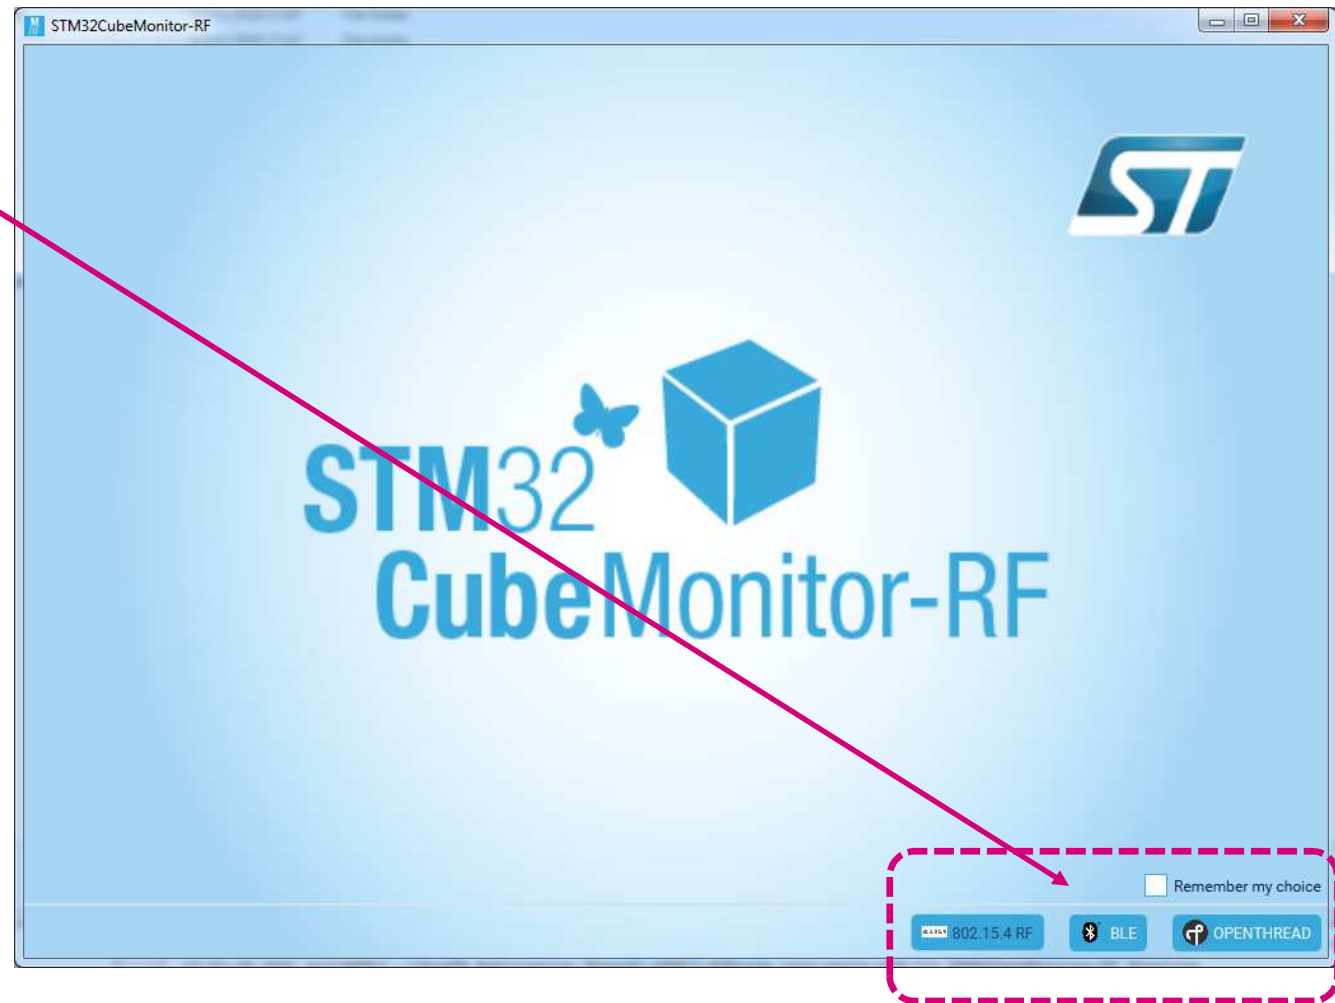 STM32CubeMonitor-RF
ST
STM32
CubeMonitor-RF
Remember my choice
802.15.4 RF
BLE
OPENTHREAD